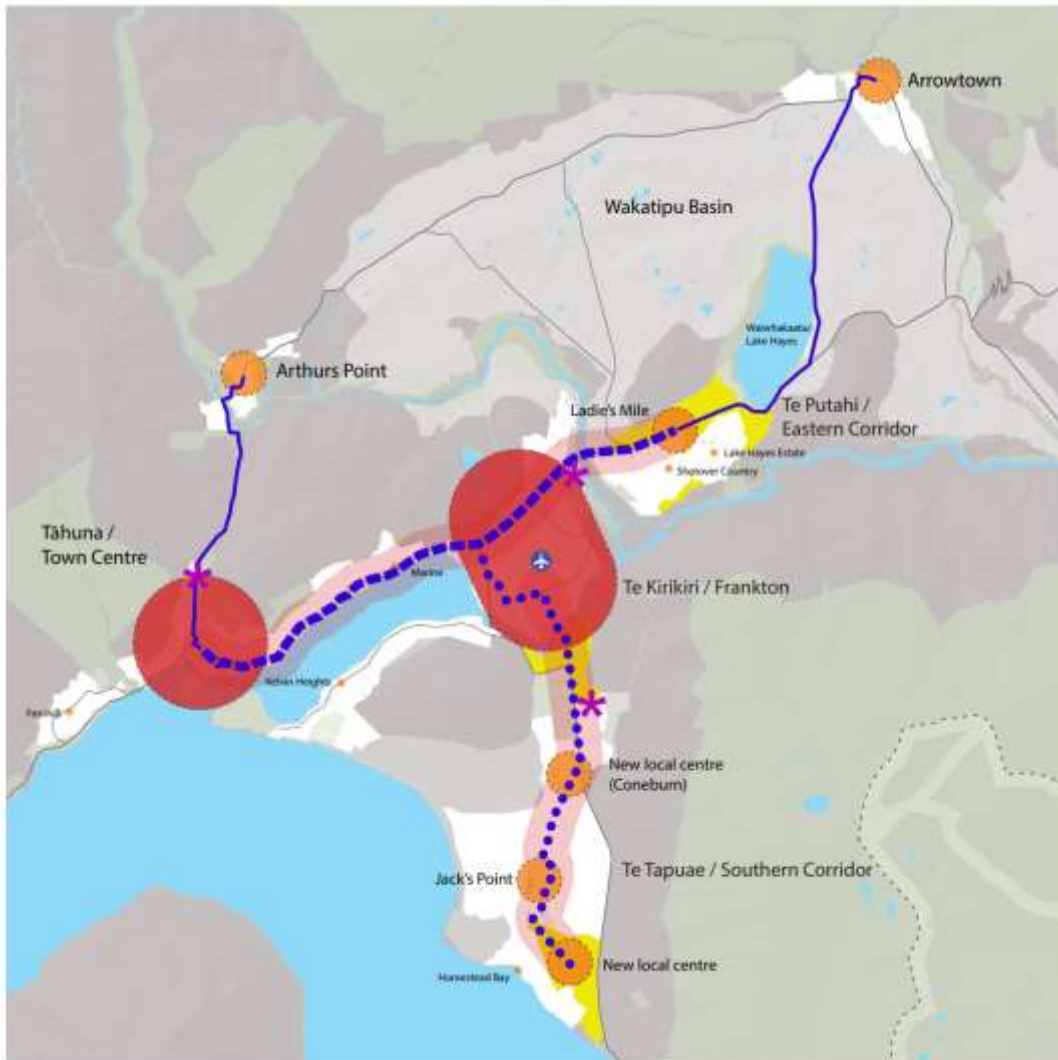 Arrowtown
Wakatipu Basin
Waiwhakaata/
Lake Hayes
Arthurs Point
Ladie's Mile
Te Putahi /
Eastern Corridor
Lake Hayes Estate
Shotover Country
Tāhuna /
Town Centre
Marina
Te Kirikiri / Frankton
Kelvin Heights
Fernhill
New local centre
(Coneburn)
Te Tapuae / Southern Corridor
Jack's Point
New local centre
Homestead Bay